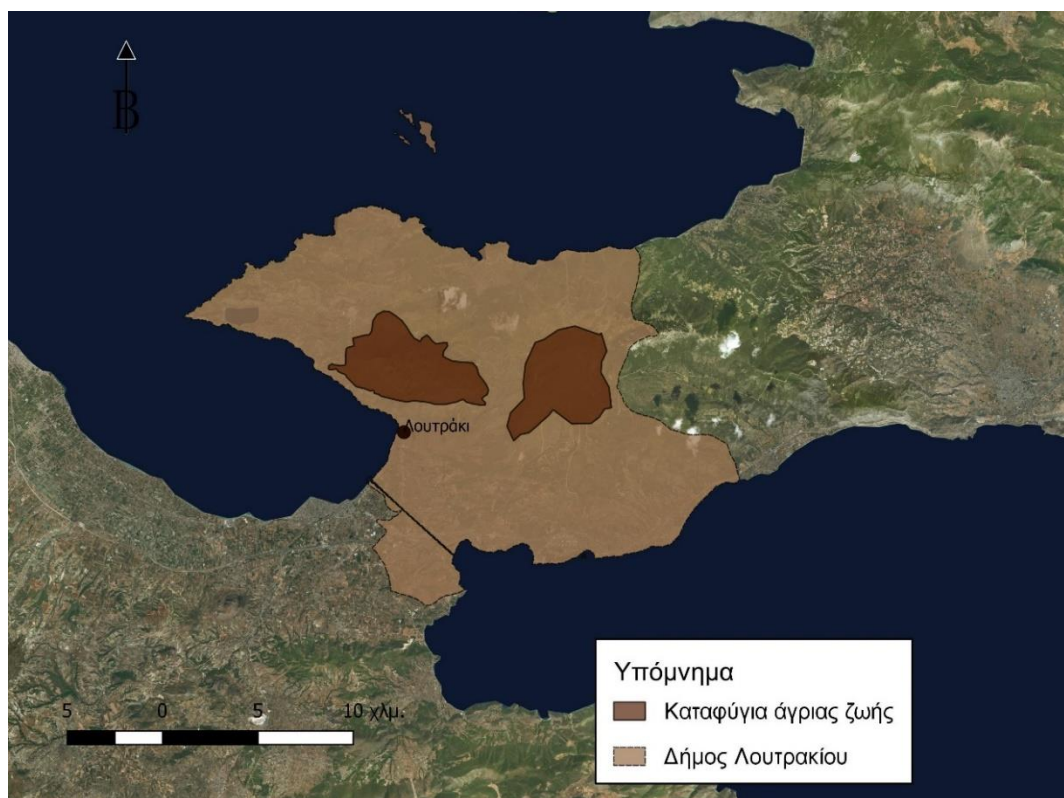 Β
Λουτράκι
Υπόμνημα
Καταφύγια άγριας ζωής
Δήμος Λουτρακίου
5 0 5 10 χλμ.